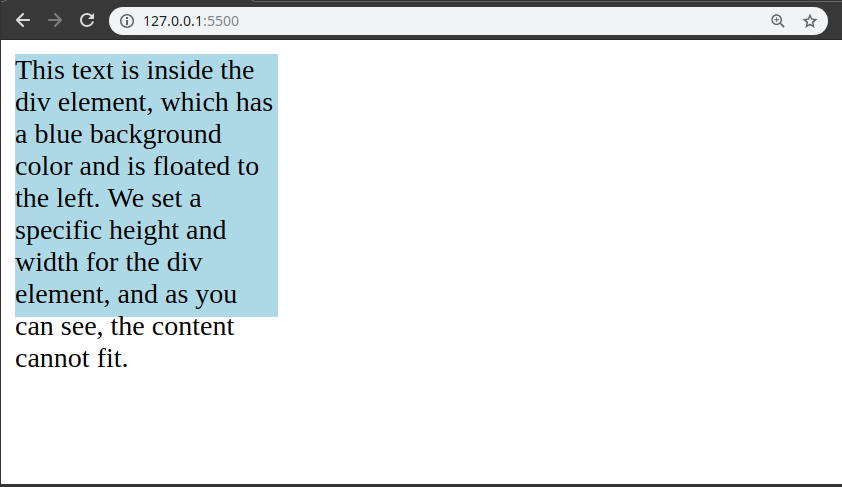 127.0.0.1:5500
This text is inside the
div element, which has
a blue background
color and is floated to
the left. We set a
specific height and
width for the div
element, and as you
can see, the content
cannot fit.